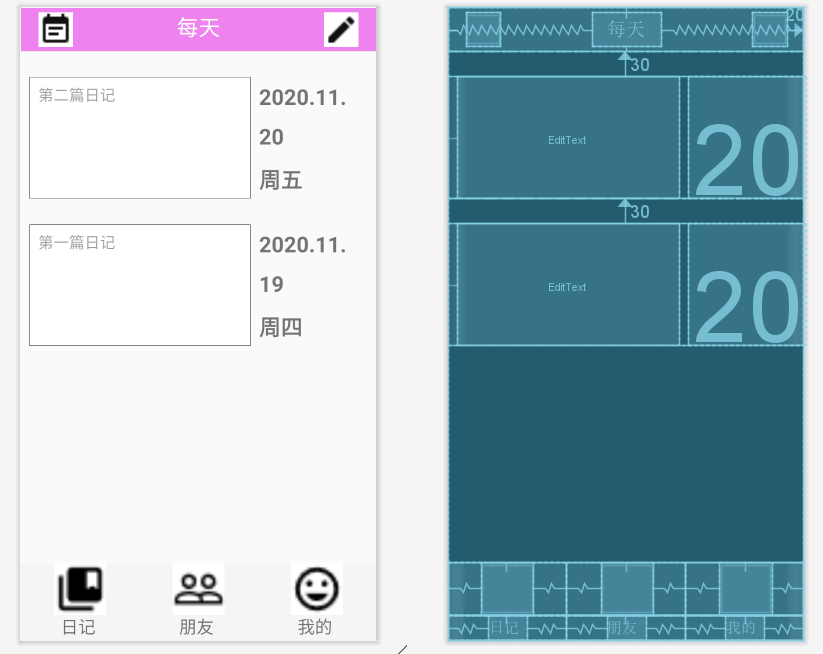 每天
第二篇日记
2020.11.
20
周五
第一篇日记
2020.11.
19
周四
日记
朋友
我的
20
每天
30
EditText
20
30
EditText
20
日记
朋友
我的